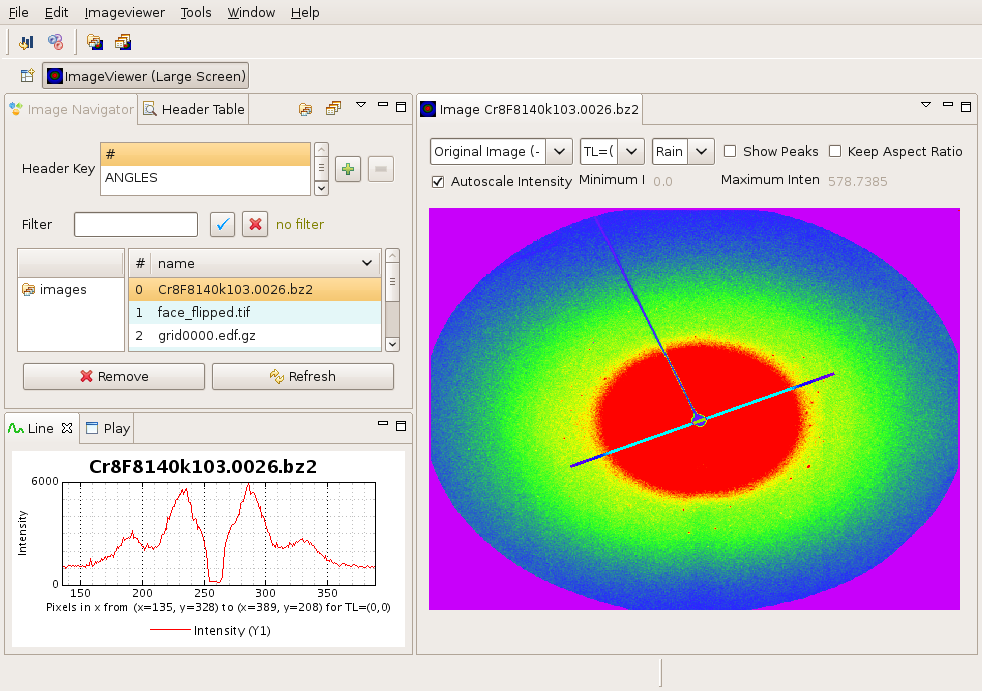 File Edit Imageviewer Tools Window Help
ImageViewer (Large Screen)
Image Navigator Header Table
Header Key
#
ANGLES
Filter
no filter
# name
images
0 Cr8F8140k103.0026.bz2
1 face_flipped.tif
2 grid0000.edf.gz
Remove Refresh
Line Play
Cr8F8140k103.0026.bz2
6000
Intensity
0
150 200 250 300 350
Pixels in x from (x=135, y=328) to (x=389, y=208) for TL=(0,0)
Intensity (Y1)
Image Cr8F8140k103.0026.bz2
Original Image (- TL=( Rain Show Peaks Keep Aspect Ratio
Autoscale Intensity Minimum I 0.0 Maximum Inten 578.7385